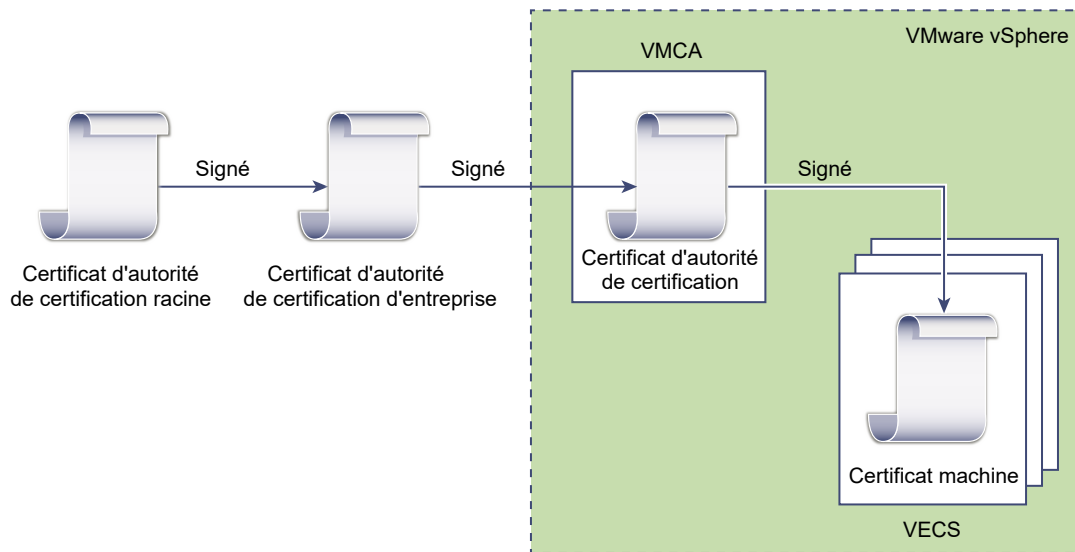 VMware vSphere
VMCA
Signé
Signé
Signé
Certificat d'autorité
de certification racine
Certificat d'autorité
de certification d'entreprise
Certificat d'autorité
de certification
Certificat machine
VECS